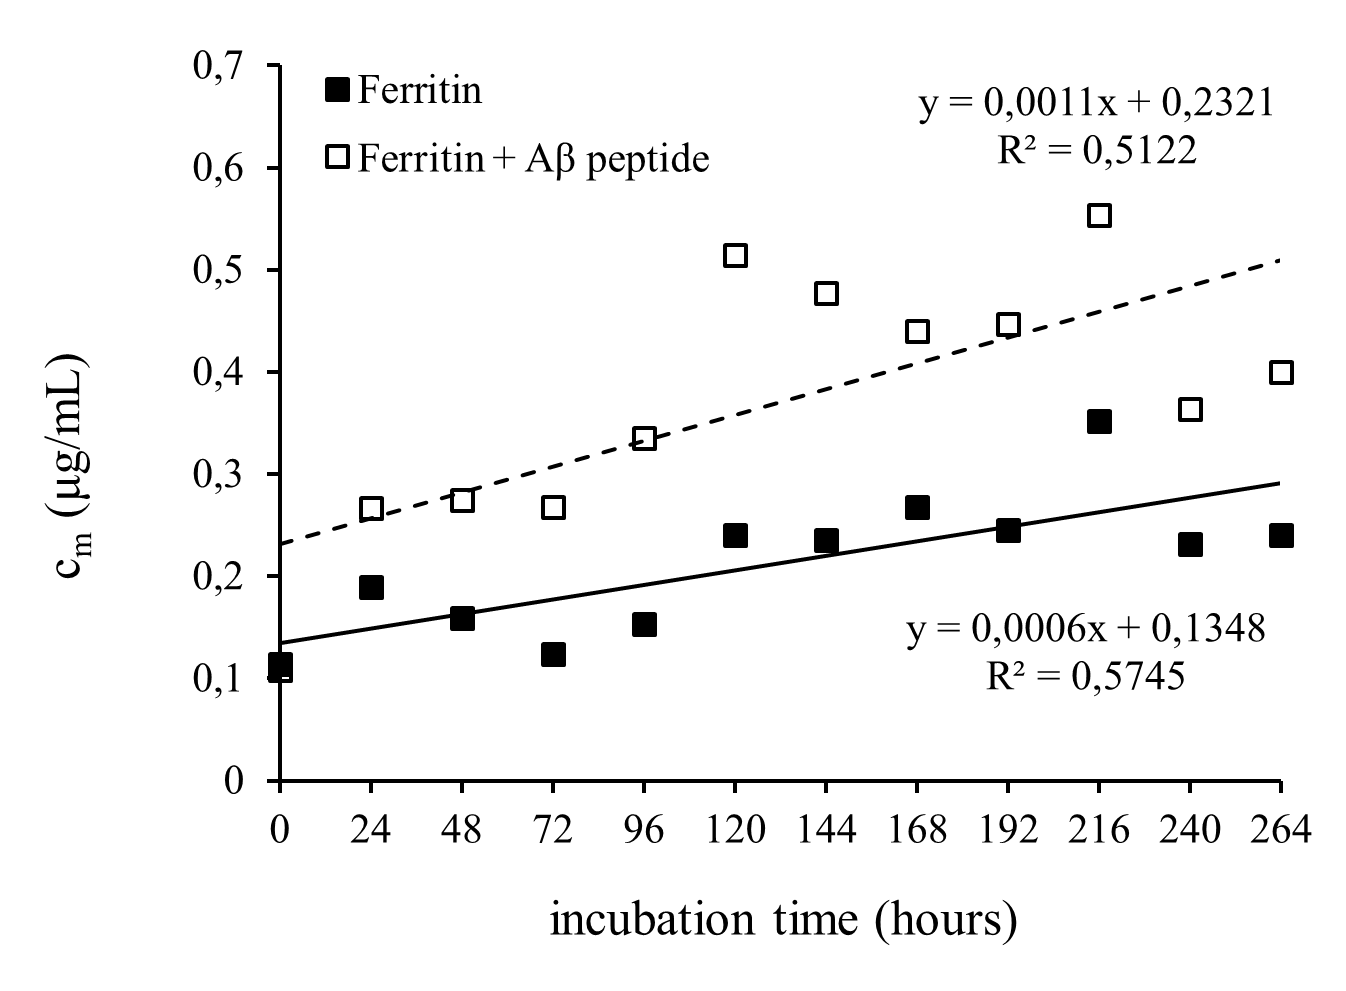 0,7
0,6
0,5
0,4
0,3
0,2
0,1
0
Ferritin
Ferritin + Aβ peptide
y = 0,0011x + 0,2321
R² = 0,5122
y = 0,0006x + 0,1348
R² = 0,5745
cm (µg/mL)
0 24 48 72 96 120 144 168 192 216 240 264
incubation time (hours)